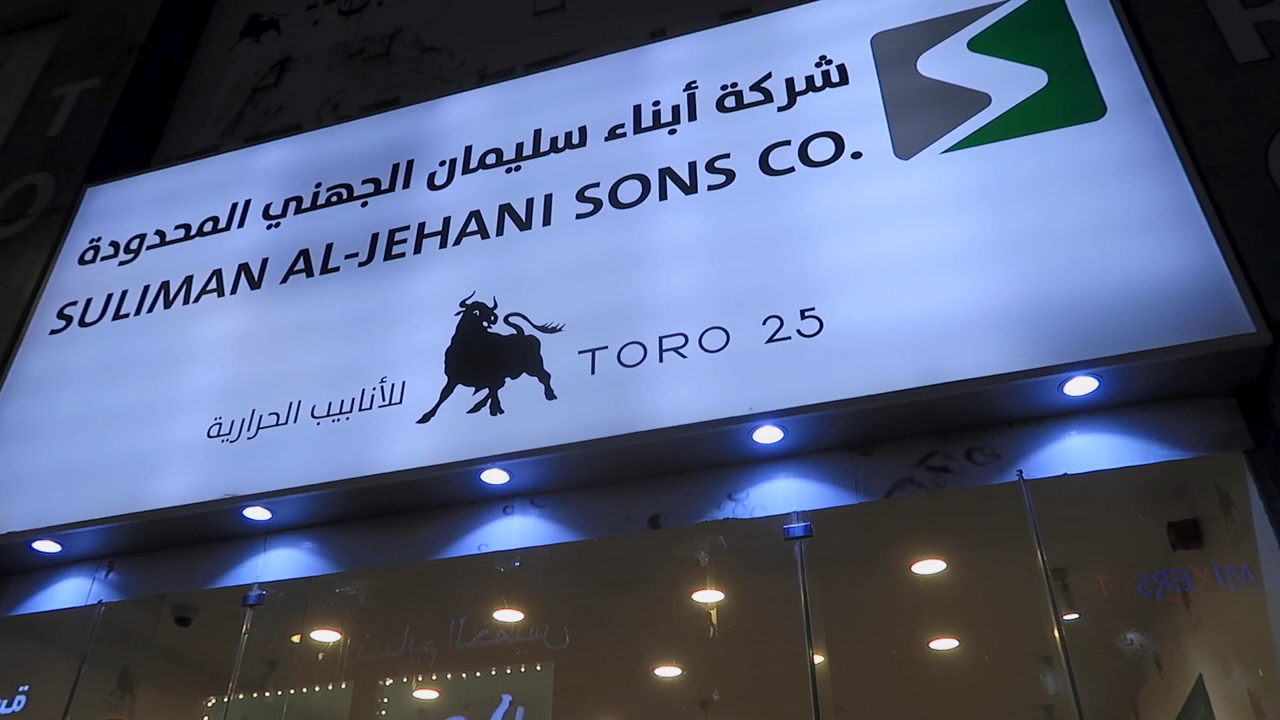 شركة أبناء سليمان الجهني المحدودة
SULIMAN AL-JEHANI SONS CO.
TORO 25
للأنابيب الحرارية